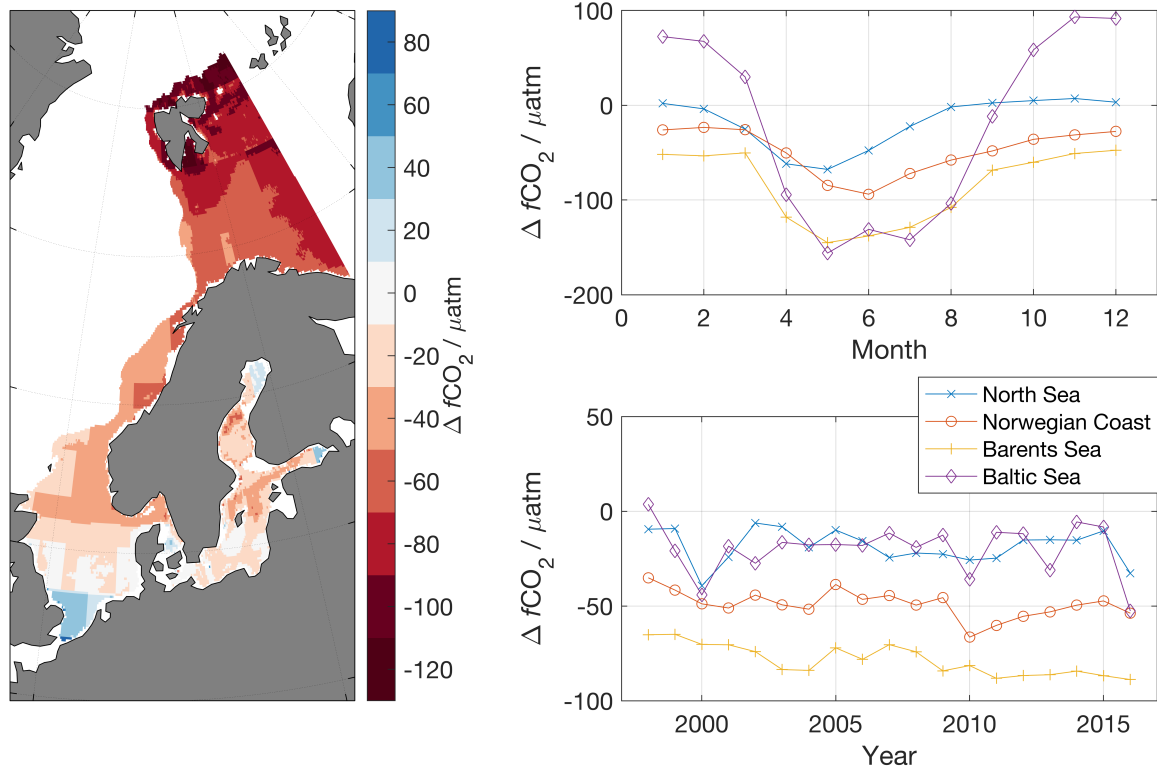 80
60
40
20
0
-20
-40
-60
-80
-100
-120
Δ fCO2 / μatm
100
0
-100
-200
Δ fCO2 / μatm
0 2 4 6 8 10 12
Month
North Sea
Norwegian Coast
Barents Sea
Baltic Sea
50
0
-50
-100
Δ fCO2 / μatm
2000 2005 2010 2015
Year